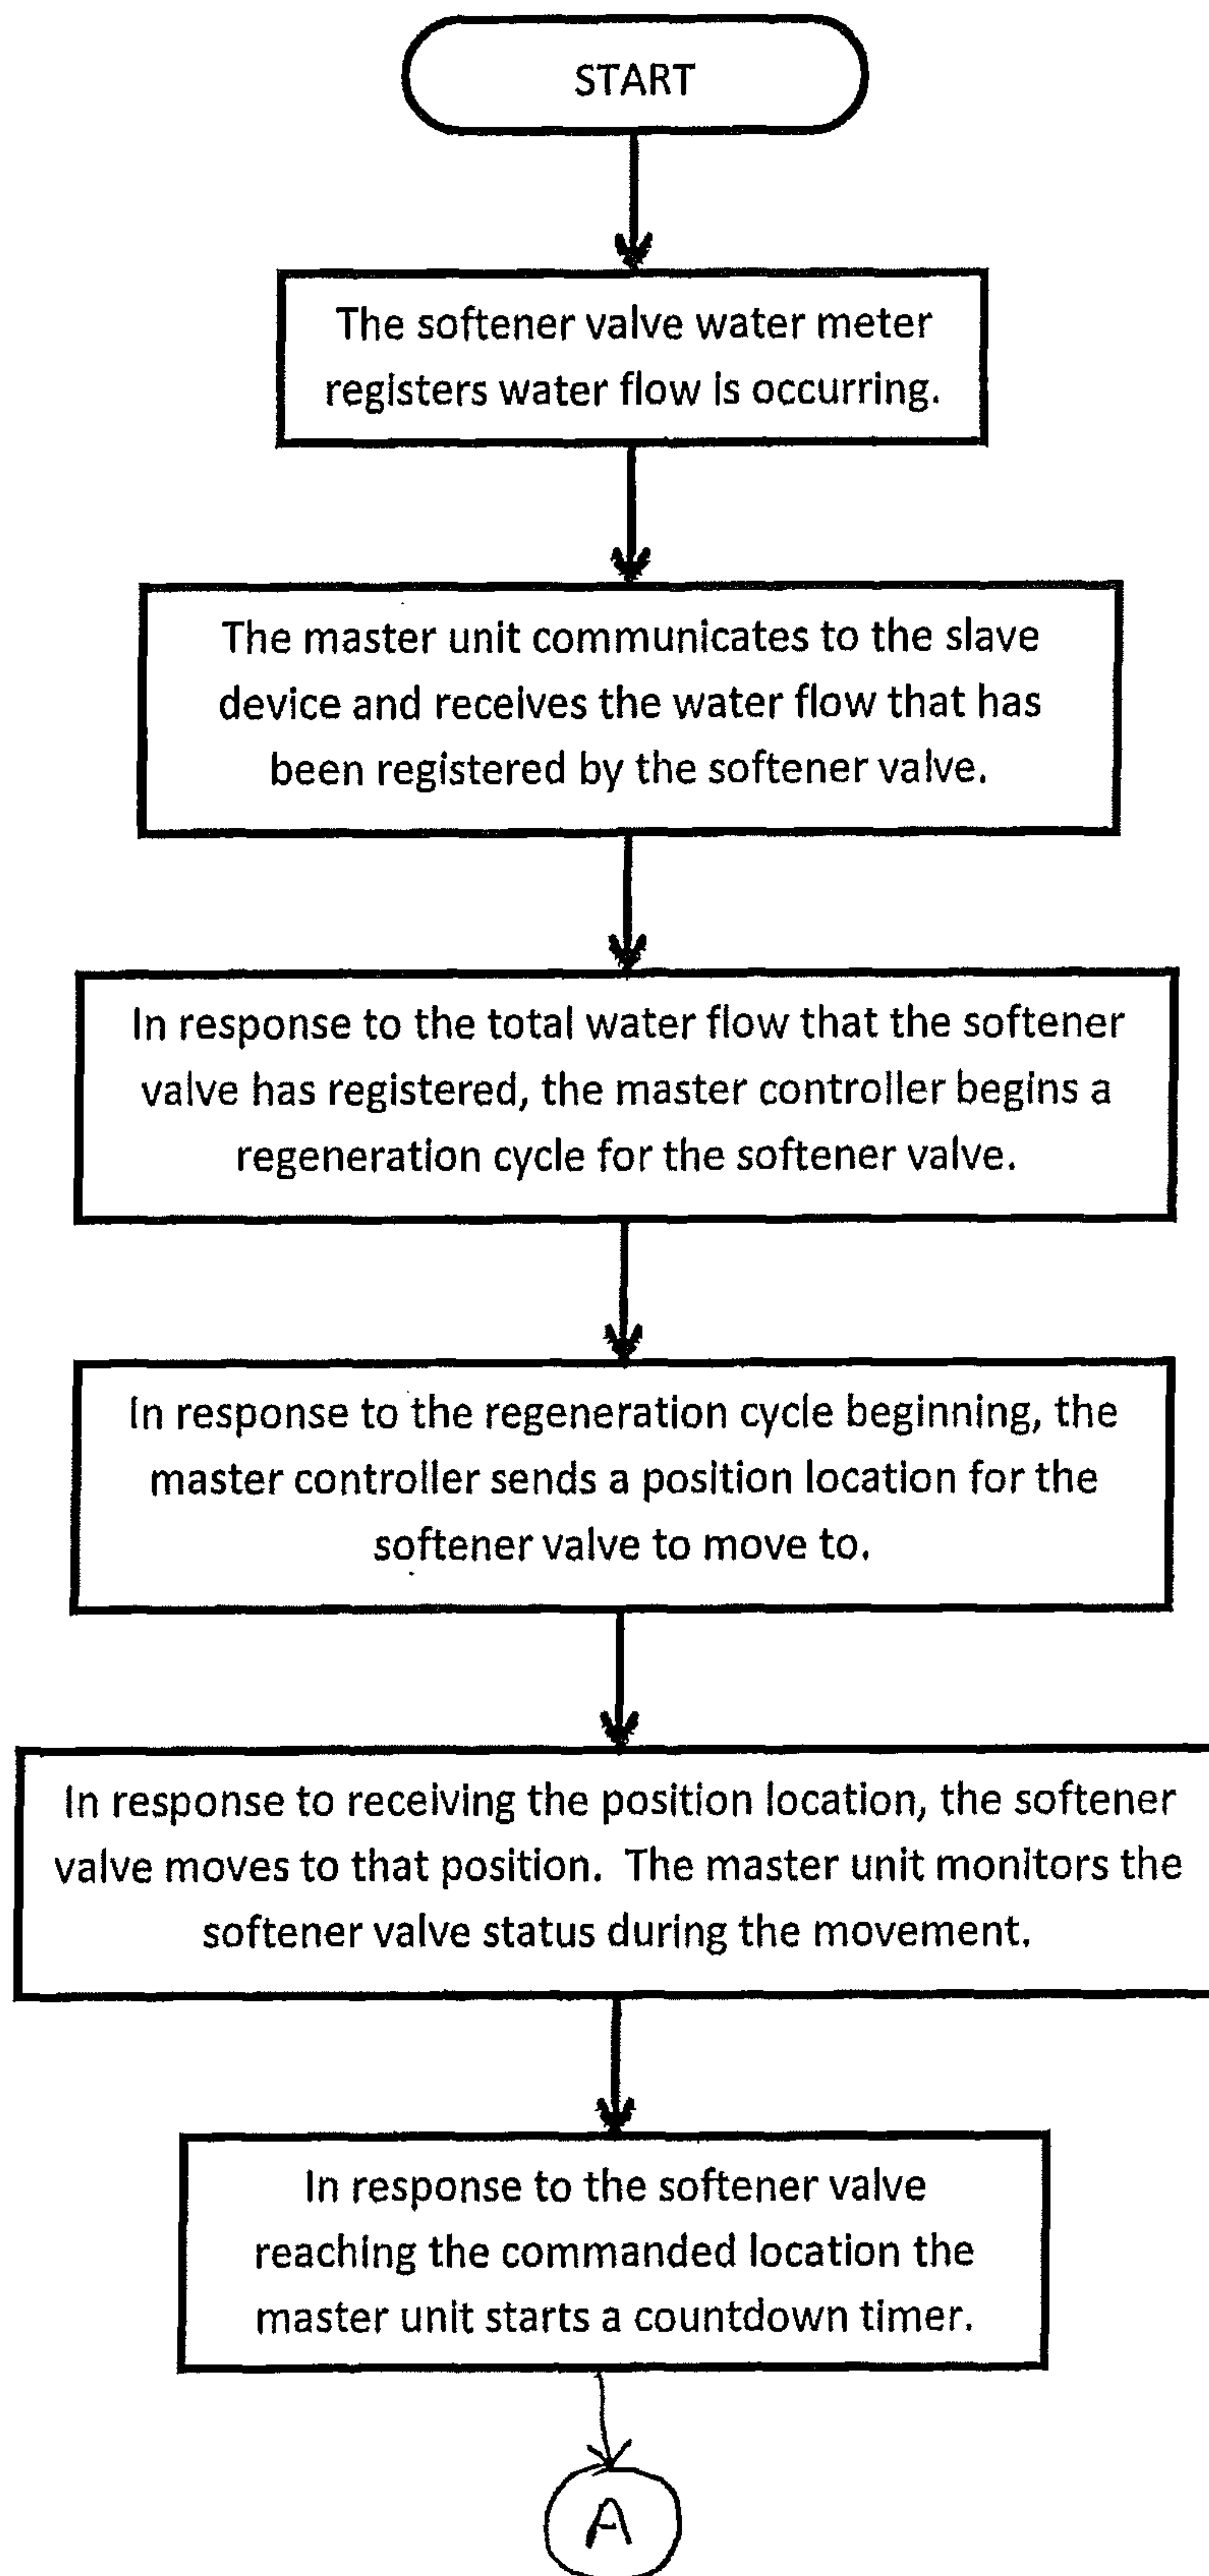 START
The softener valve water meter
registers water flow is occurring.
The master unit communicates to the slave
device and receives the water flow that has
been registered by the softener valve.
In response to the total water flow that the softener
valve has registered, the master controller begins a
regeneration cycle for the softener valve.
In response to the regeneration cycle beginning, the
master controller sends a position location for the
softener valve to move to.
In response to receiving the position location, the softener
valve moves to that position. The master unit monitors the
softener valve status during the movement.
In response to the softener valve
reaching the commanded location the
master unit starts a countdown timer.
A